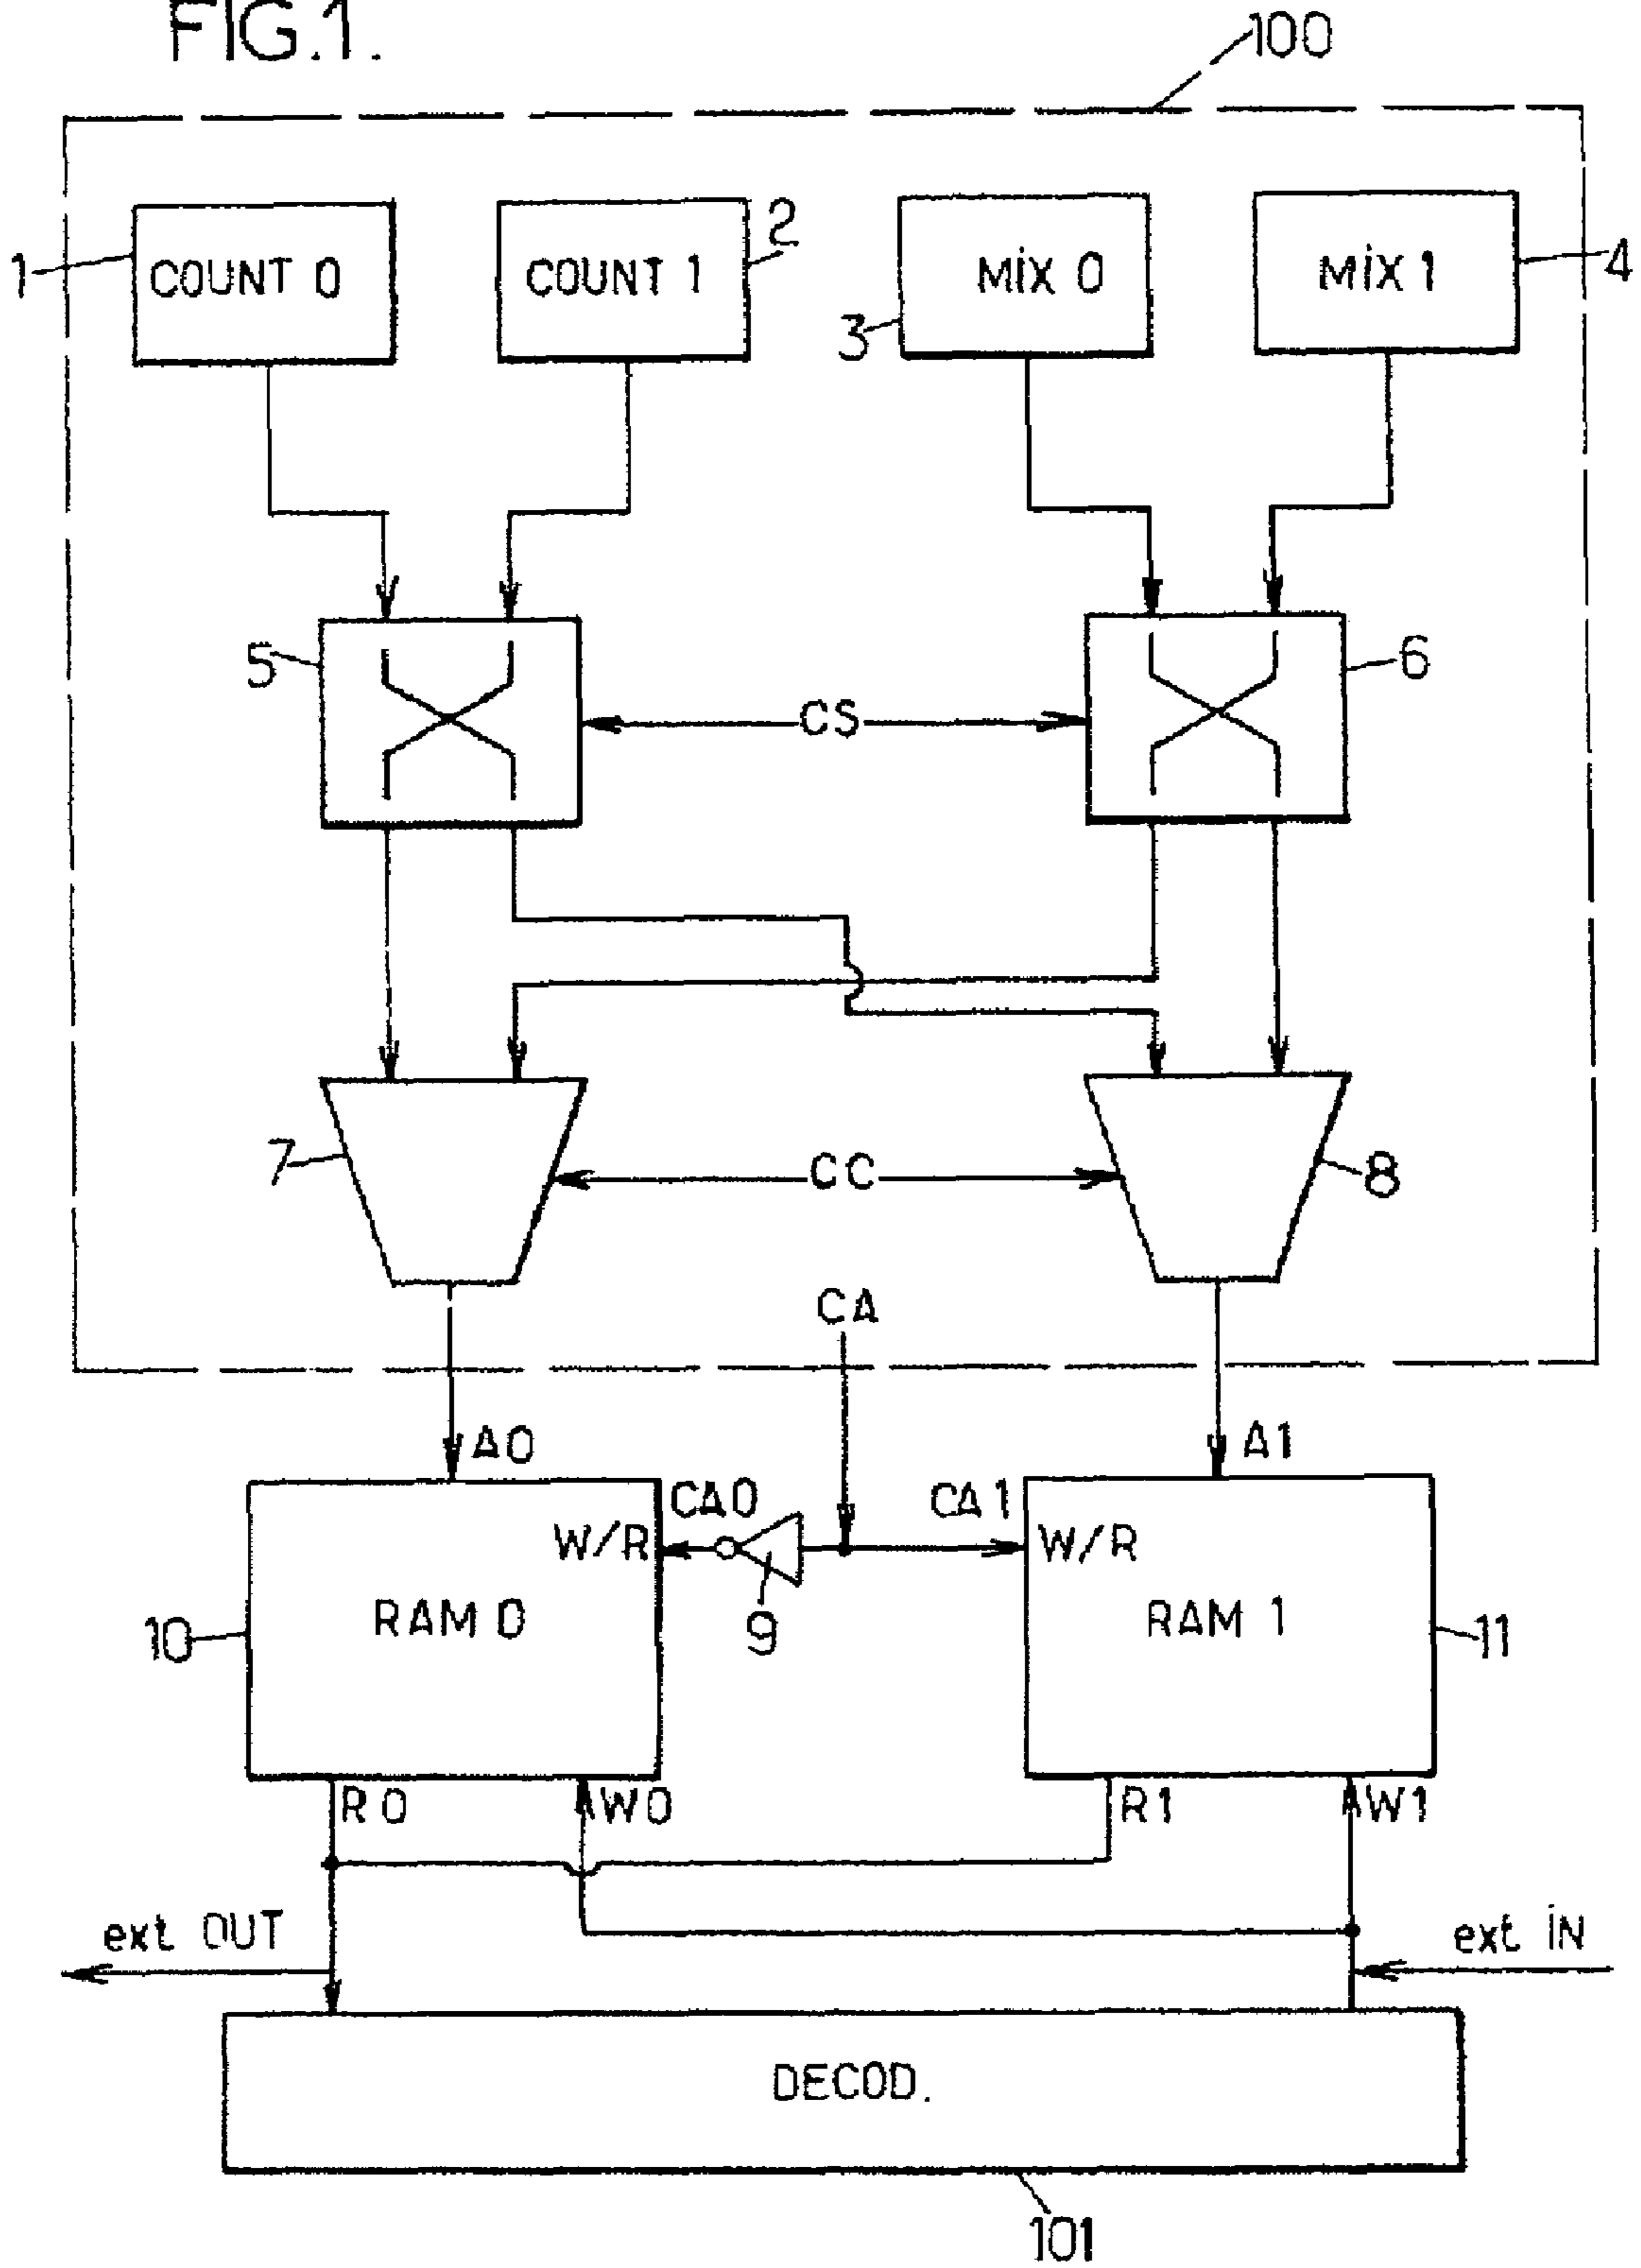 FIG.1.
100
COUNT 0
COUNT 1
MIX 0
MIX 1
1
2
3
4
5
CS
6
7
CC
8
CA
A0
A1
CA0
CA1
W/R
W/R
RAM 0
9
RAM 1
10
11
R0
W0
R1
W1
ext OUT
ext IN
DECOD.
101